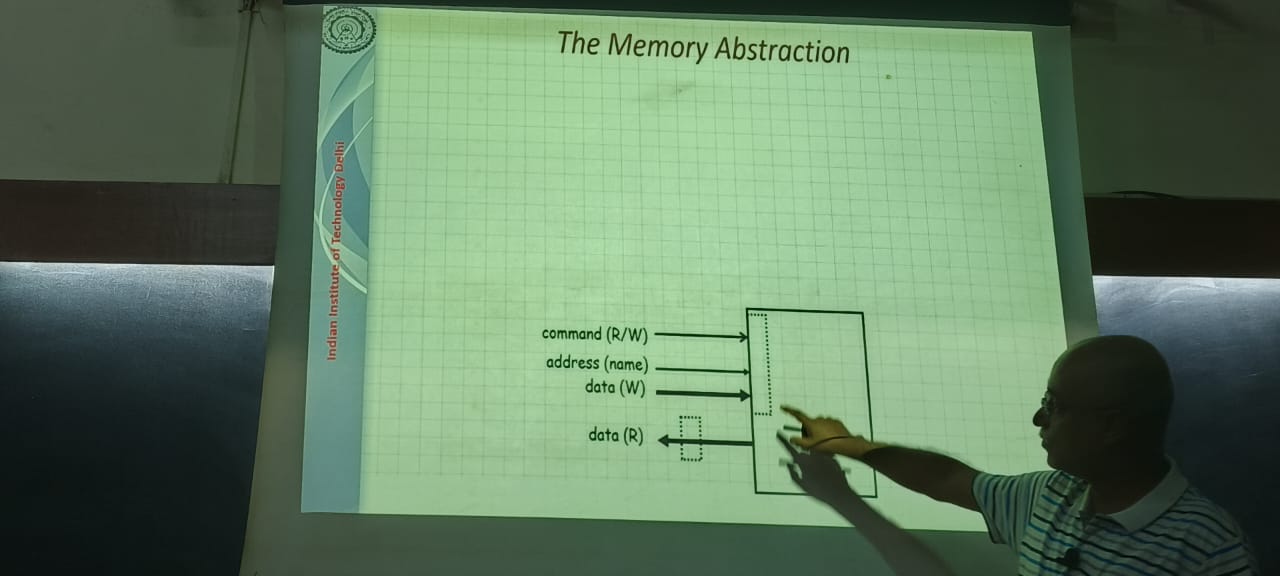 The Memory Abstraction
Indian Institute of Technology Delhi
command (R/W)
address (name)
data (W)
data (R)